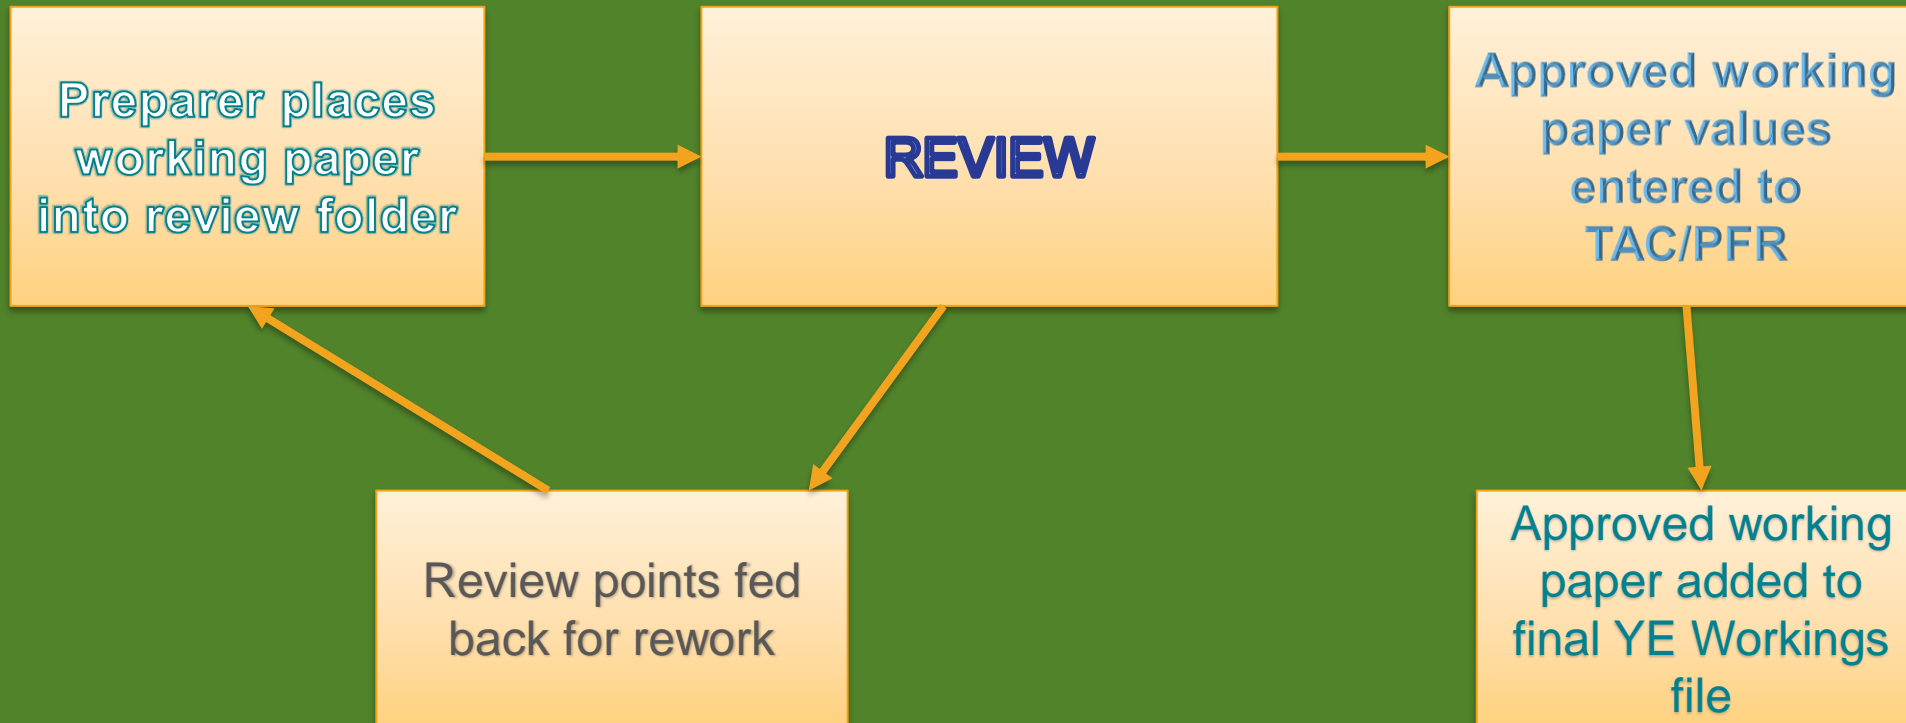 Preparer places
working paper
into review folder
REVIEW
Approved working
paper values
entered to
TAC/PFR
Review points fed
back for rework
Approved working
paper added to
final YE Workings
file